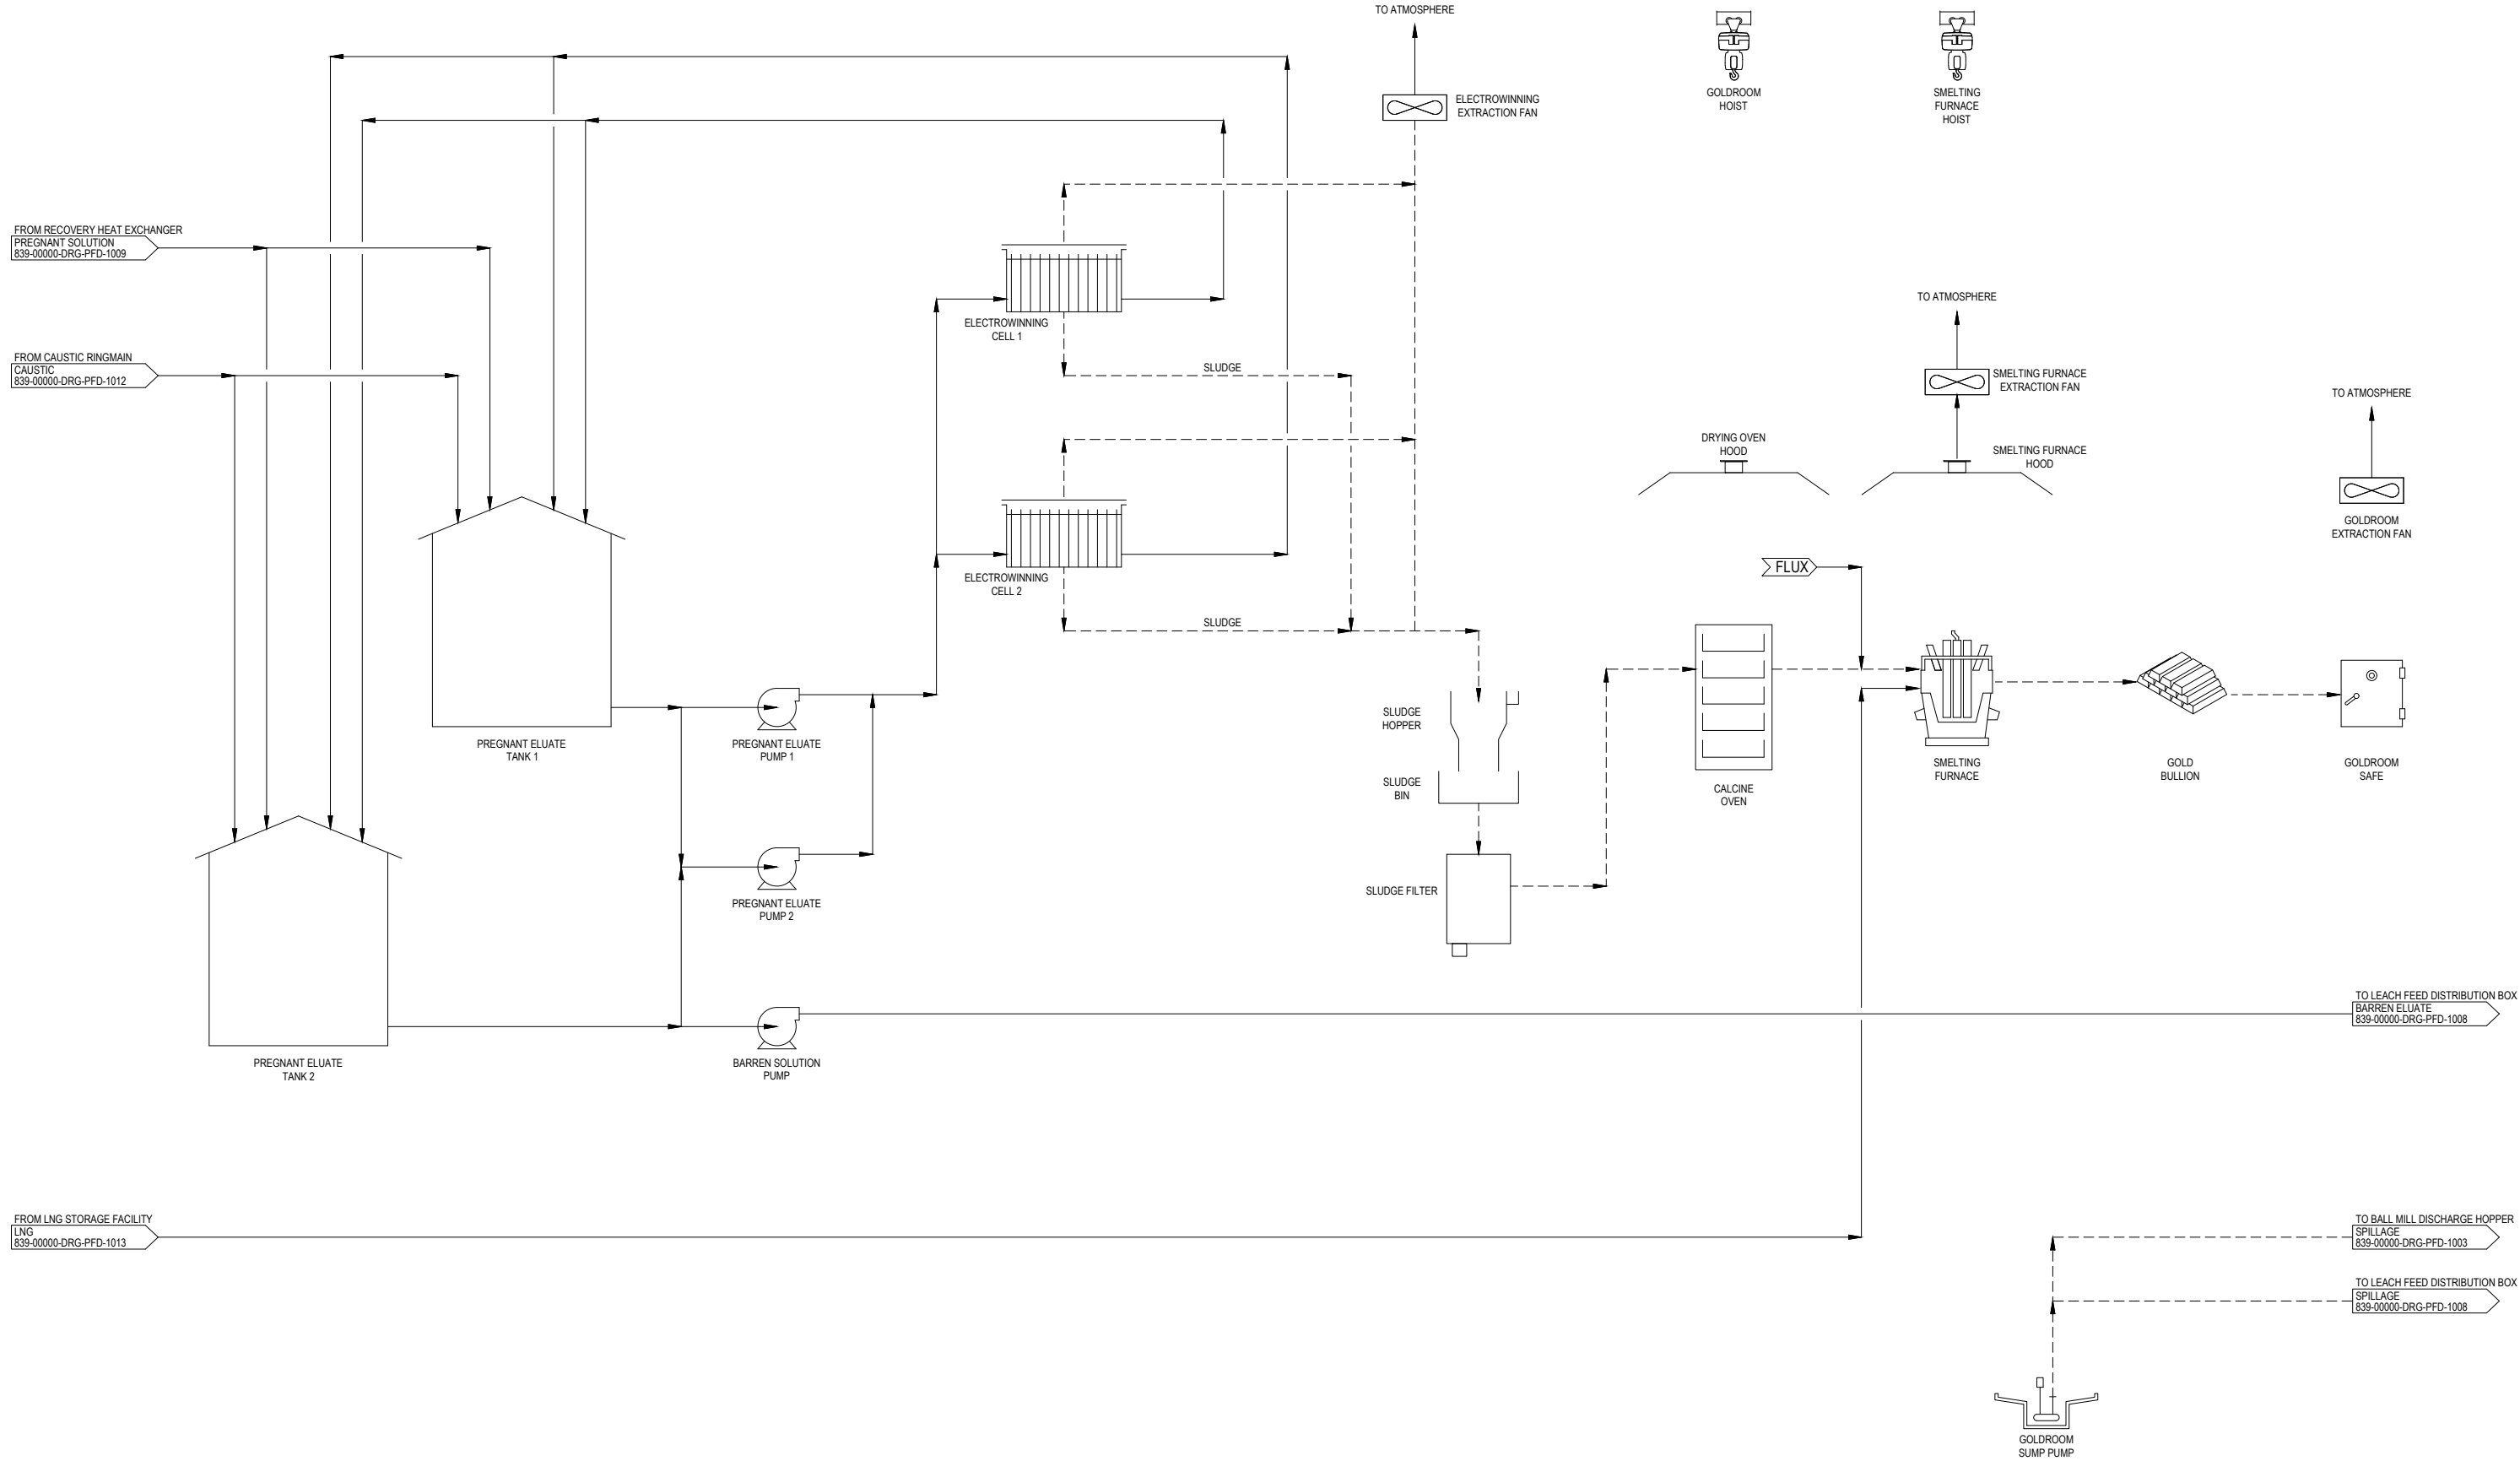 TO ATMOSPHERE
ELECTROWINNING
EXTRACTION FAN
GOLDROOM
HOIST
SMELTING
FURNACE
HOIST
FROM RECOVERY HEAT EXCHANGER
PREGNANT SOLUTION
839-00000-DRG-PFD-1009
FROM CAUSTIC RINGMAIN
CAUSTIC
839-00000-DRG-PFD-1012
ELECTROWINNING
CELL 1
SLUDGE
TO ATMOSPHERE
SMELTING FURNACE
EXTRACTION FAN
TO ATMOSPHERE
DRYING OVEN
HOOD
SMELTING FURNACE
HOOD
GOLDROOM
EXTRACTION FAN
ELECTROWINNING
CELL 2
SLUDGE
FLUX
PREGNANT ELUATE
TANK 1
PREGNANT ELUATE
PUMP 1
SLUDGE
HOPPER
SLUDGE
BIN
CALCINE
OVEN
SMELTING
FURNACE
GOLD
BULLION
GOLDROOM
SAFE
PREGNANT ELUATE
PUMP 2
SLUDGE FILTER
PREGNANT ELUATE
TANK 2
BARREN SOLUTION
PUMP
TO LEACH FEED DISTRIBUTION BOX
BARREN ELUATE
839-00000-DRG-PFD-1008
FROM LNG STORAGE FACILITY
LNG
839-00000-DRG-PFD-1013
TO BALL MILL DISCHARGE HOPPER
SPILLAGE
839-00000-DRG-PFD-1003
TO LEACH FEED DISTRIBUTION BOX
SPILLAGE
839-00000-DRG-PFD-1008
GOLDROOM
SUMP PUMP